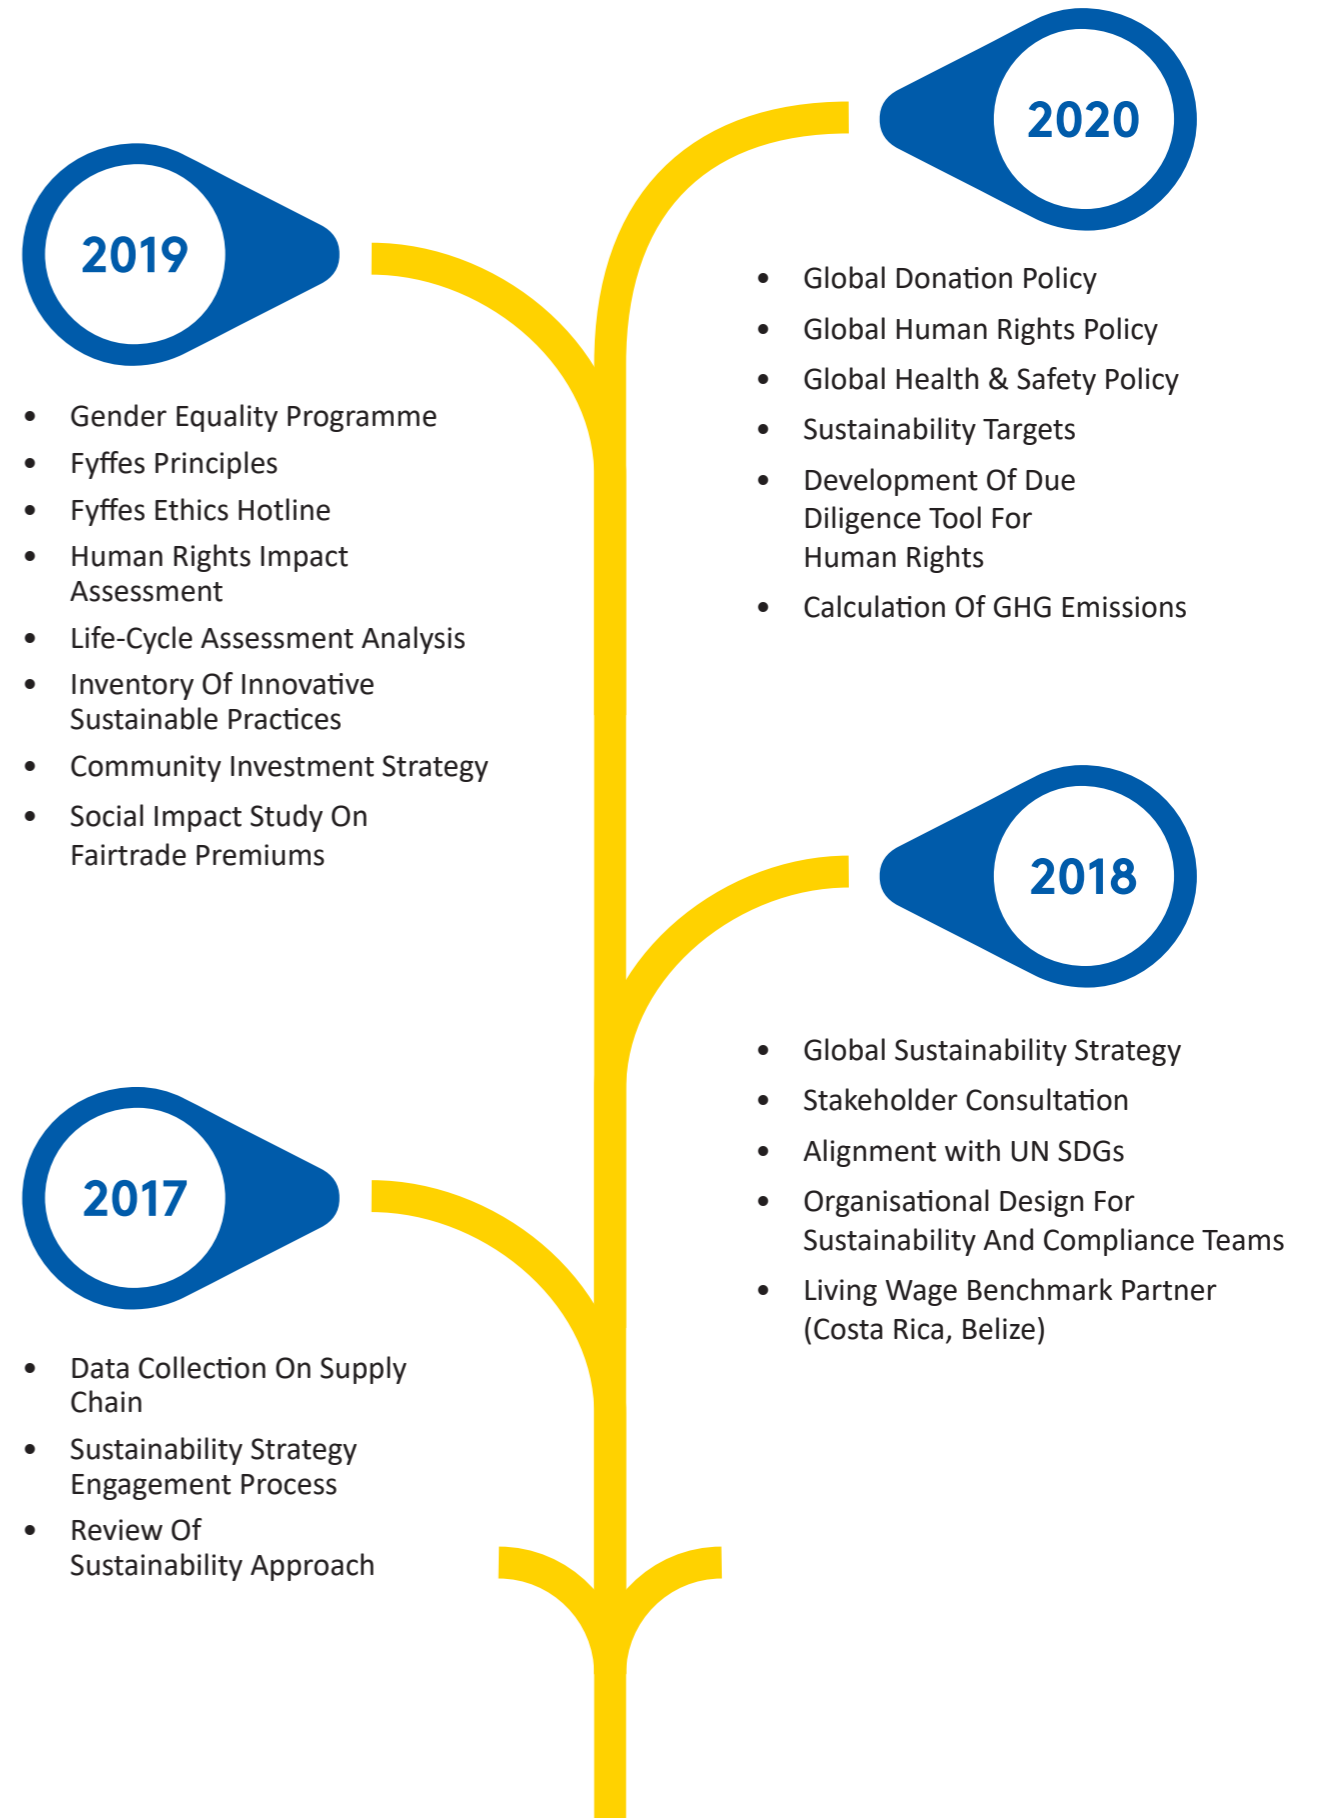 2020
• Global Donation Policy
• Global Human Rights Policy
• Global Health & Safety Policy
• Sustainability Targets
• Development Of Due
Diligence Tool For
Human Rights
• Calculation Of GHG Emissions
2019
• Gender Equality Programme
• Fyffes Principles
• Fyffes Ethics Hotline
• Human Rights Impact
Assessment
• Life-Cycle Assessment Analysis
• Inventory Of Innovative
Sustainable Practices
• Community Investment Strategy
• Social Impact Study On
Fairtrade Premiums
2018
• Global Sustainability Strategy
• Stakeholder Consultation
• Alignment with UN SDGs
• Organisational Design For
Sustainability And Compliance Teams
• Living Wage Benchmark Partner
(Costa Rica, Belize)
2017
• Data Collection On Supply
Chain
• Sustainability Strategy
Engagement Process
• Review Of
Sustainability Approach